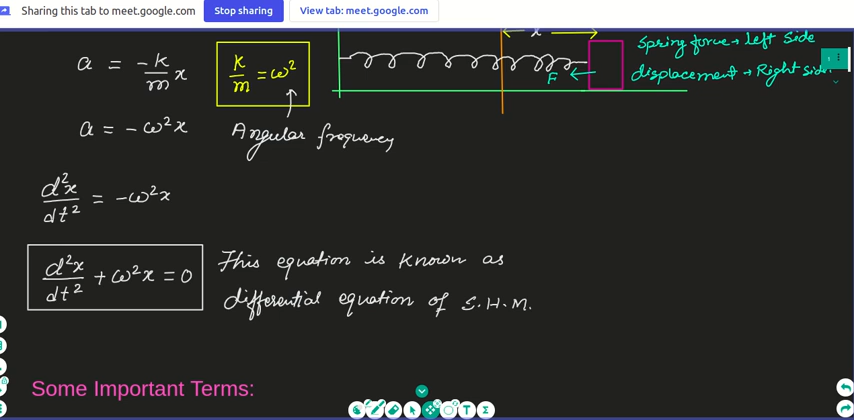 Sharing this tab to meet.google.com
Stop sharing
View tab: meet.google.com
a = -k/m x
k/m = ω²
x
F
Spring force → Left Side
displacement → Right side
a = -ω²x
Angular frequency
d²x/dt² = -ω²x
d²x/dt² + ω²x = 0
This equation is known as
differential equation of S.H.M.
Some Important Terms: